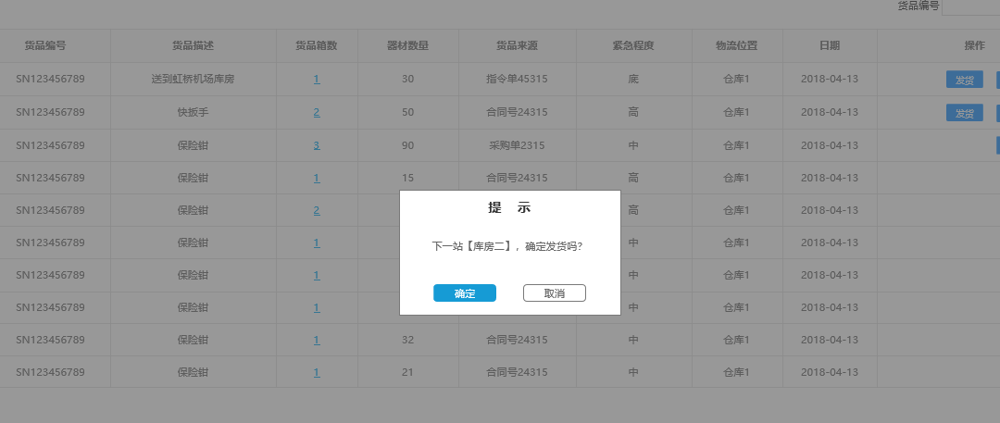 货品编号
货品编号 货品描述 货品箱数 器材数量 货品来源 紧急程度 物流位置 日期 操作
SN123456789 送到虹桥机场库房 1 30 指令单45315 底 仓库1 2018-04-13 发货
SN123456789 快扳手 2 50 合同号24315 高 仓库1 2018-04-13 发货
SN123456789 保险钳 3 90 采购单2315 中 仓库1 2018-04-13
SN123456789 保险钳 1 15 合同号24315 高 仓库1 2018-04-13
提 示
SN123456789 保险钳 2 高 仓库1 2018-04-13
SN123456789 保险钳 1 中 仓库1 2018-04-13
下一站【库房二】，确定发货吗？
SN123456789 保险钳 1 中 仓库1 2018-04-13
确定 取消
SN123456789 保险钳 1 中 仓库1 2018-04-13
SN123456789 保险钳 1 32 合同号24315 中 仓库1 2018-04-13
SN123456789 保险钳 1 21 合同号24315 中 仓库1 2018-04-13